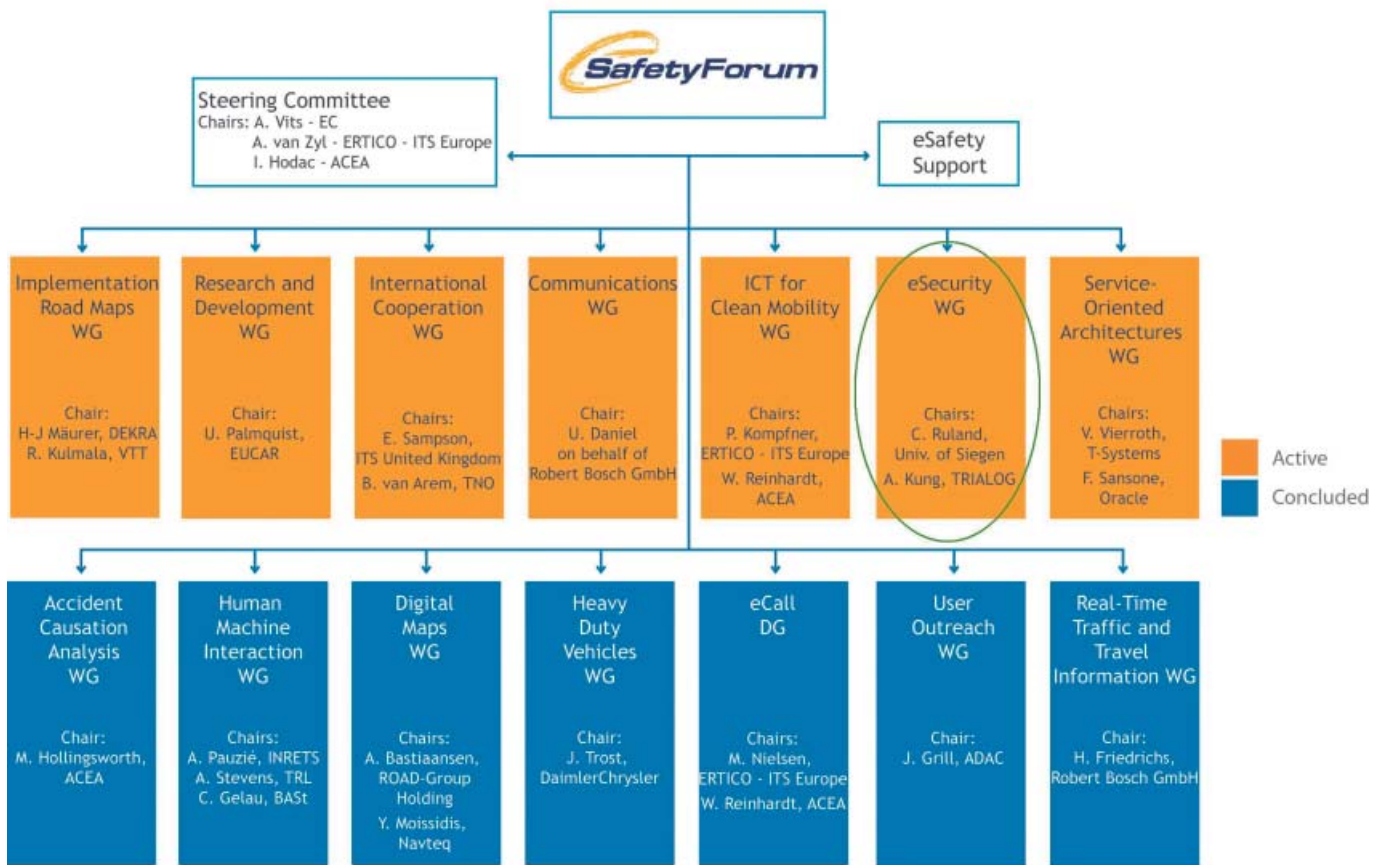 eSafetyForum
Steering Committee
Chairs: A. Vits - EC
A. van Zyl - ERTICO - ITS Europe
I. Hodac - ACEA
eSafety
Support
Implementation
Road Maps
WG
Chair:
H-J Mäurer, DEKRA
R. Kulmala, VTT
Research and
Development
WG
Chair:
U. Palmquist,
EUCAR
International
Cooperation
WG
Chairs:
E. Sampson,
ITS United Kingdom
B. van Arem, TNO
Communications
WG
Chair:
U. Daniel
on behalf of
Robert Bosch GmbH
ICT for
Clean Mobility
WG
Chairs:
P. Kompfner,
ERTICO - ITS Europe
W. Reinhardt,
ACEA
eSecurity
WG
Chairs:
C. Ruland,
Univ. of Siegen
A. Kung, TRIALOG
Service-
Oriented
Architectures
WG
Chairs:
V. Vierroth,
T-Systems
F. Sansone,
Oracle
Active
Concluded
Accident
Causation
Analysis
WG
Chair:
M. Hollingsworth,
ACEA
Human
Machine
Interaction
WG
Chairs:
A. Pauzié, INRETS
A. Stevens, TRL
C. Gelau, BASt
Digital
Maps
WG
Chairs:
A. Bastiaansen,
ROAD-Group
Holding
Y. Moissidis,
Navteq
Heavy
Duty
Vehicles
WG
Chair:
J. Trost,
DaimlerChrysler
eCall
DG
Chairs:
M. Nielsen,
ERTICO - ITS Europe
W. Reinhardt, ACEA
User
Outreach
WG
Chair:
J. Grill, ADAC
Real-Time
Traffic and
Travel
Information WG
Chair:
H. Friedrichs,
Robert Bosch GmbH